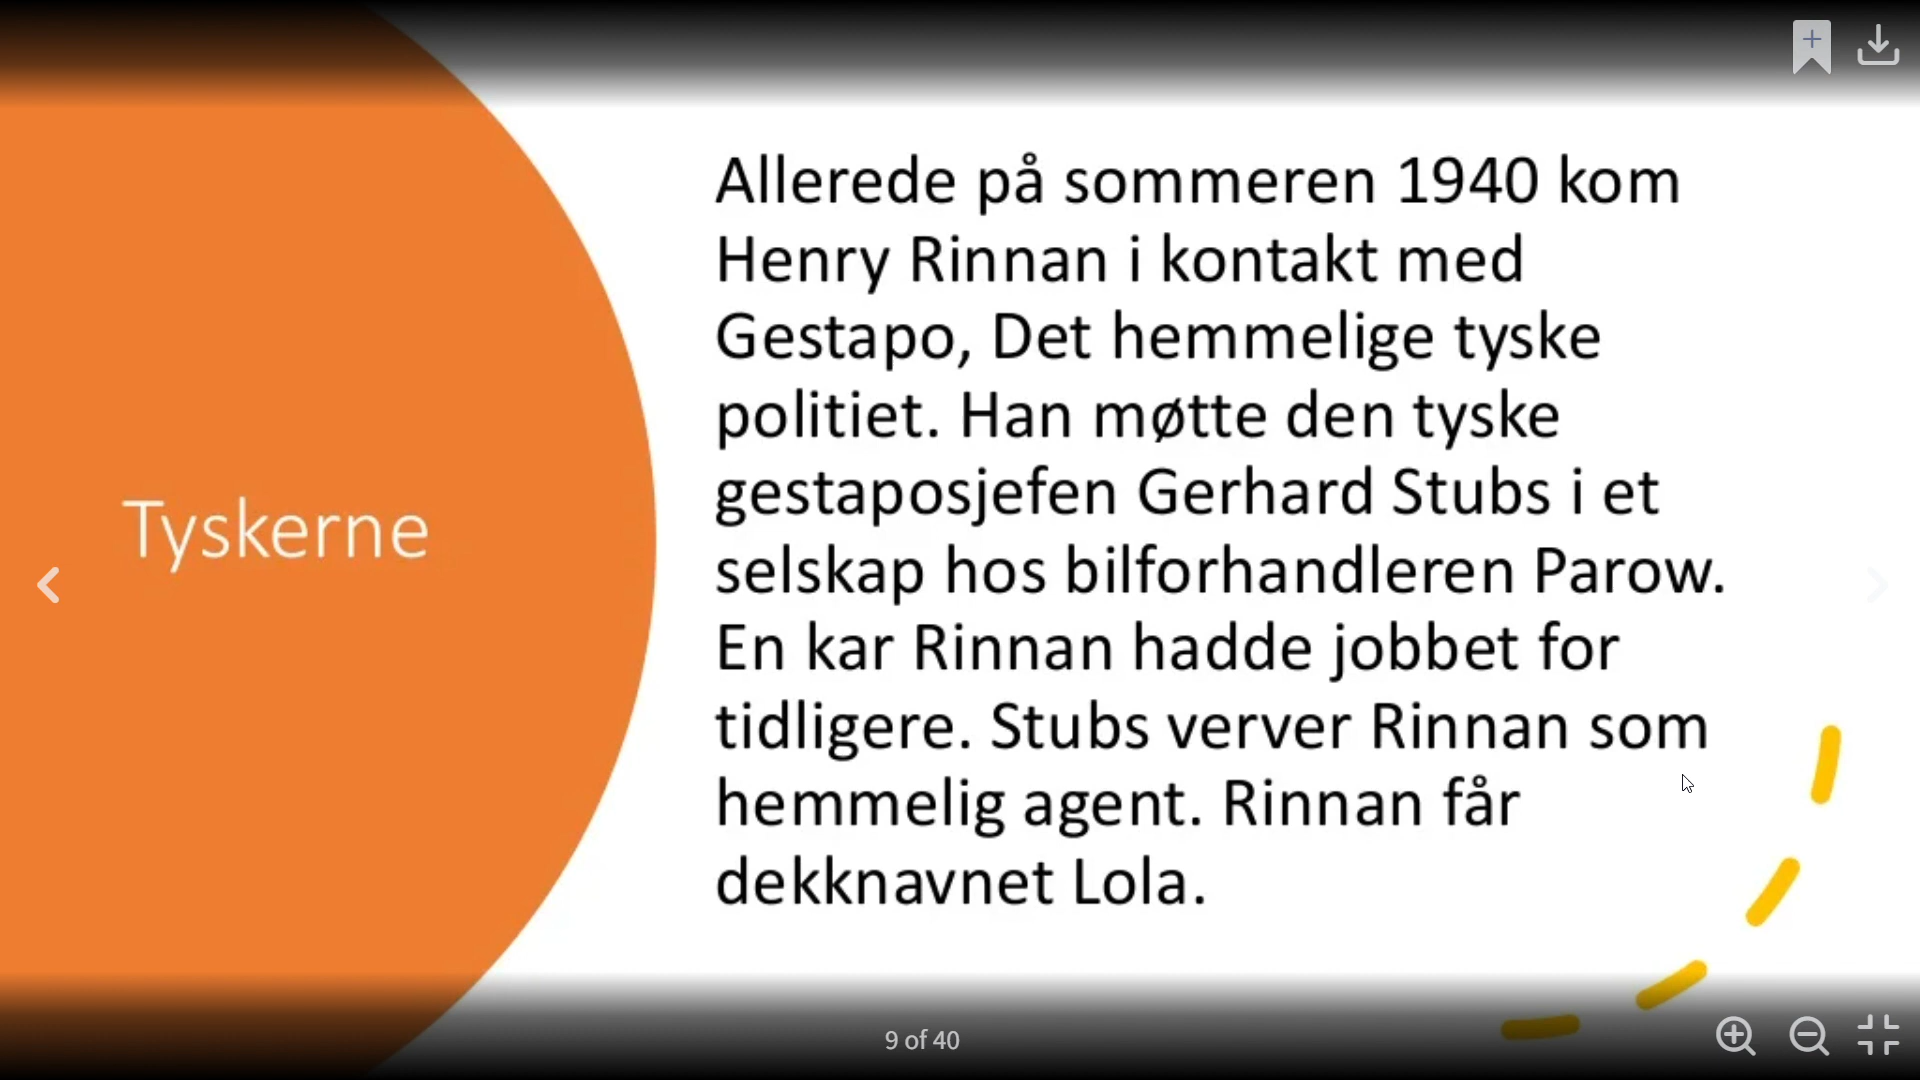 Tyskerne
Allerede på sommeren 1940 kom
Henry Rinnan i kontakt med
Gestapo, Det hemmelige tyske
politiet. Han møtte den tyske
gestaposjefen Gerhard Stubs i et
selskap hos bilforhandleren Parow.
En kar Rinnan hadde jobbet for
tidligere. Stubs verver Rinnan som
hemmelig agent. Rinnan får
dekknavnet Lola.
9 of 40